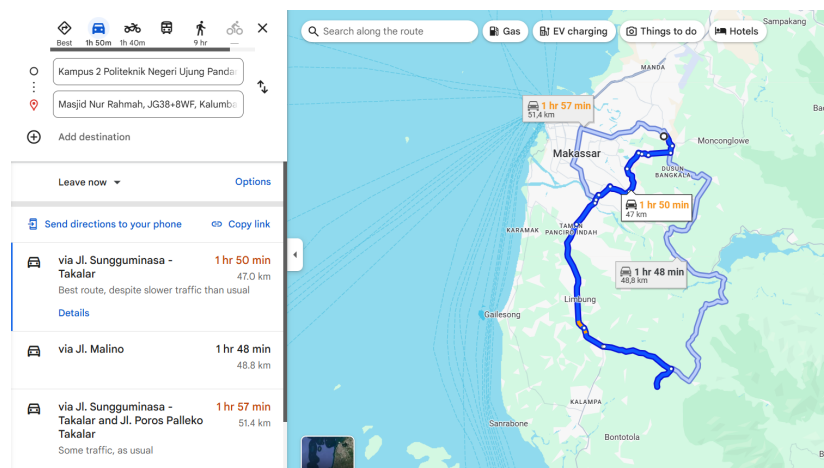 Best
1h 50m
1h 40m
9 hr
—
Kampus 2 Politeknik Negeri Ujung Panda
Masjid Nur Rahmah, JG38+8WF, Kalumba
Add destination
Leave now
Options
Send directions to your phone
Copy link
via Jl. Sungguminasa -
Takalar
1 hr 50 min
47.0 km
Best route, despite slower traffic than usual
Details
via Jl. Malino
1 hr 48 min
48.8 km
via Jl. Sungguminasa -
Takalar and Jl. Poros Palleko
Takalar
1 hr 57 min
51.4 km
Some traffic, as usual
Search along the route
Gas
EV charging
Things to do
Hotels
Sampakang
MANDA
1 hr 57 min
51,4 km
Monconglowe
Makassar
DUSUN
BANGKALA
1 hr 50 min
47 km
KARAMAK
TAMAN
PANCIRO INDAH
1 hr 48 min
48,8 km
Limbung
Gailesong
KALAMPA
Sanrabone
Bontotola